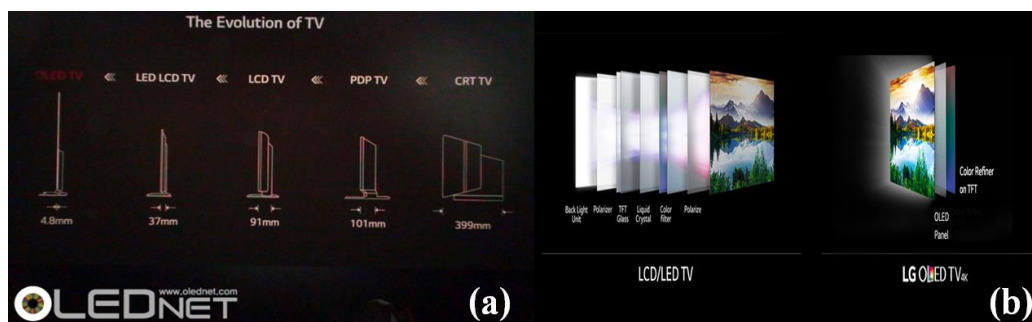 The Evolution of TV
OLED TV « LED LCD TV « LCD TV « PDP TV « CRT TV
4.8mm 37mm 91mm 101mm 399mm
www.olednet.com
OLEDNET
(a)
Back Light Unit
Polarizer
TFT Glass
Liquid Crystal
Color filter
Polarize
LCD/LED TV
Color Refiner
on TFT
OLED
Panel
LG OLED TV 4K
(b)